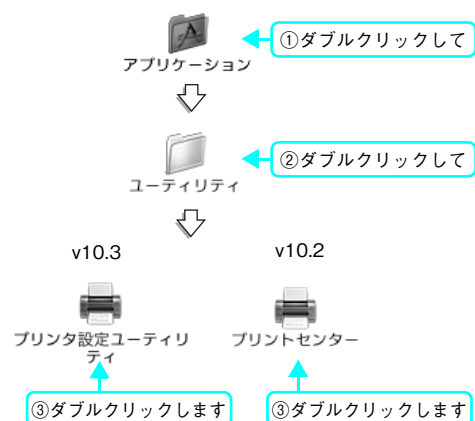 ①ダブルクリックして
アプリケーション
②ダブルクリックして
ユーティリティ
v10.3
v10.2
プリンタ設定ユーティリ
ティ
プリントセンター
③ダブルクリックします
③ダブルクリックします